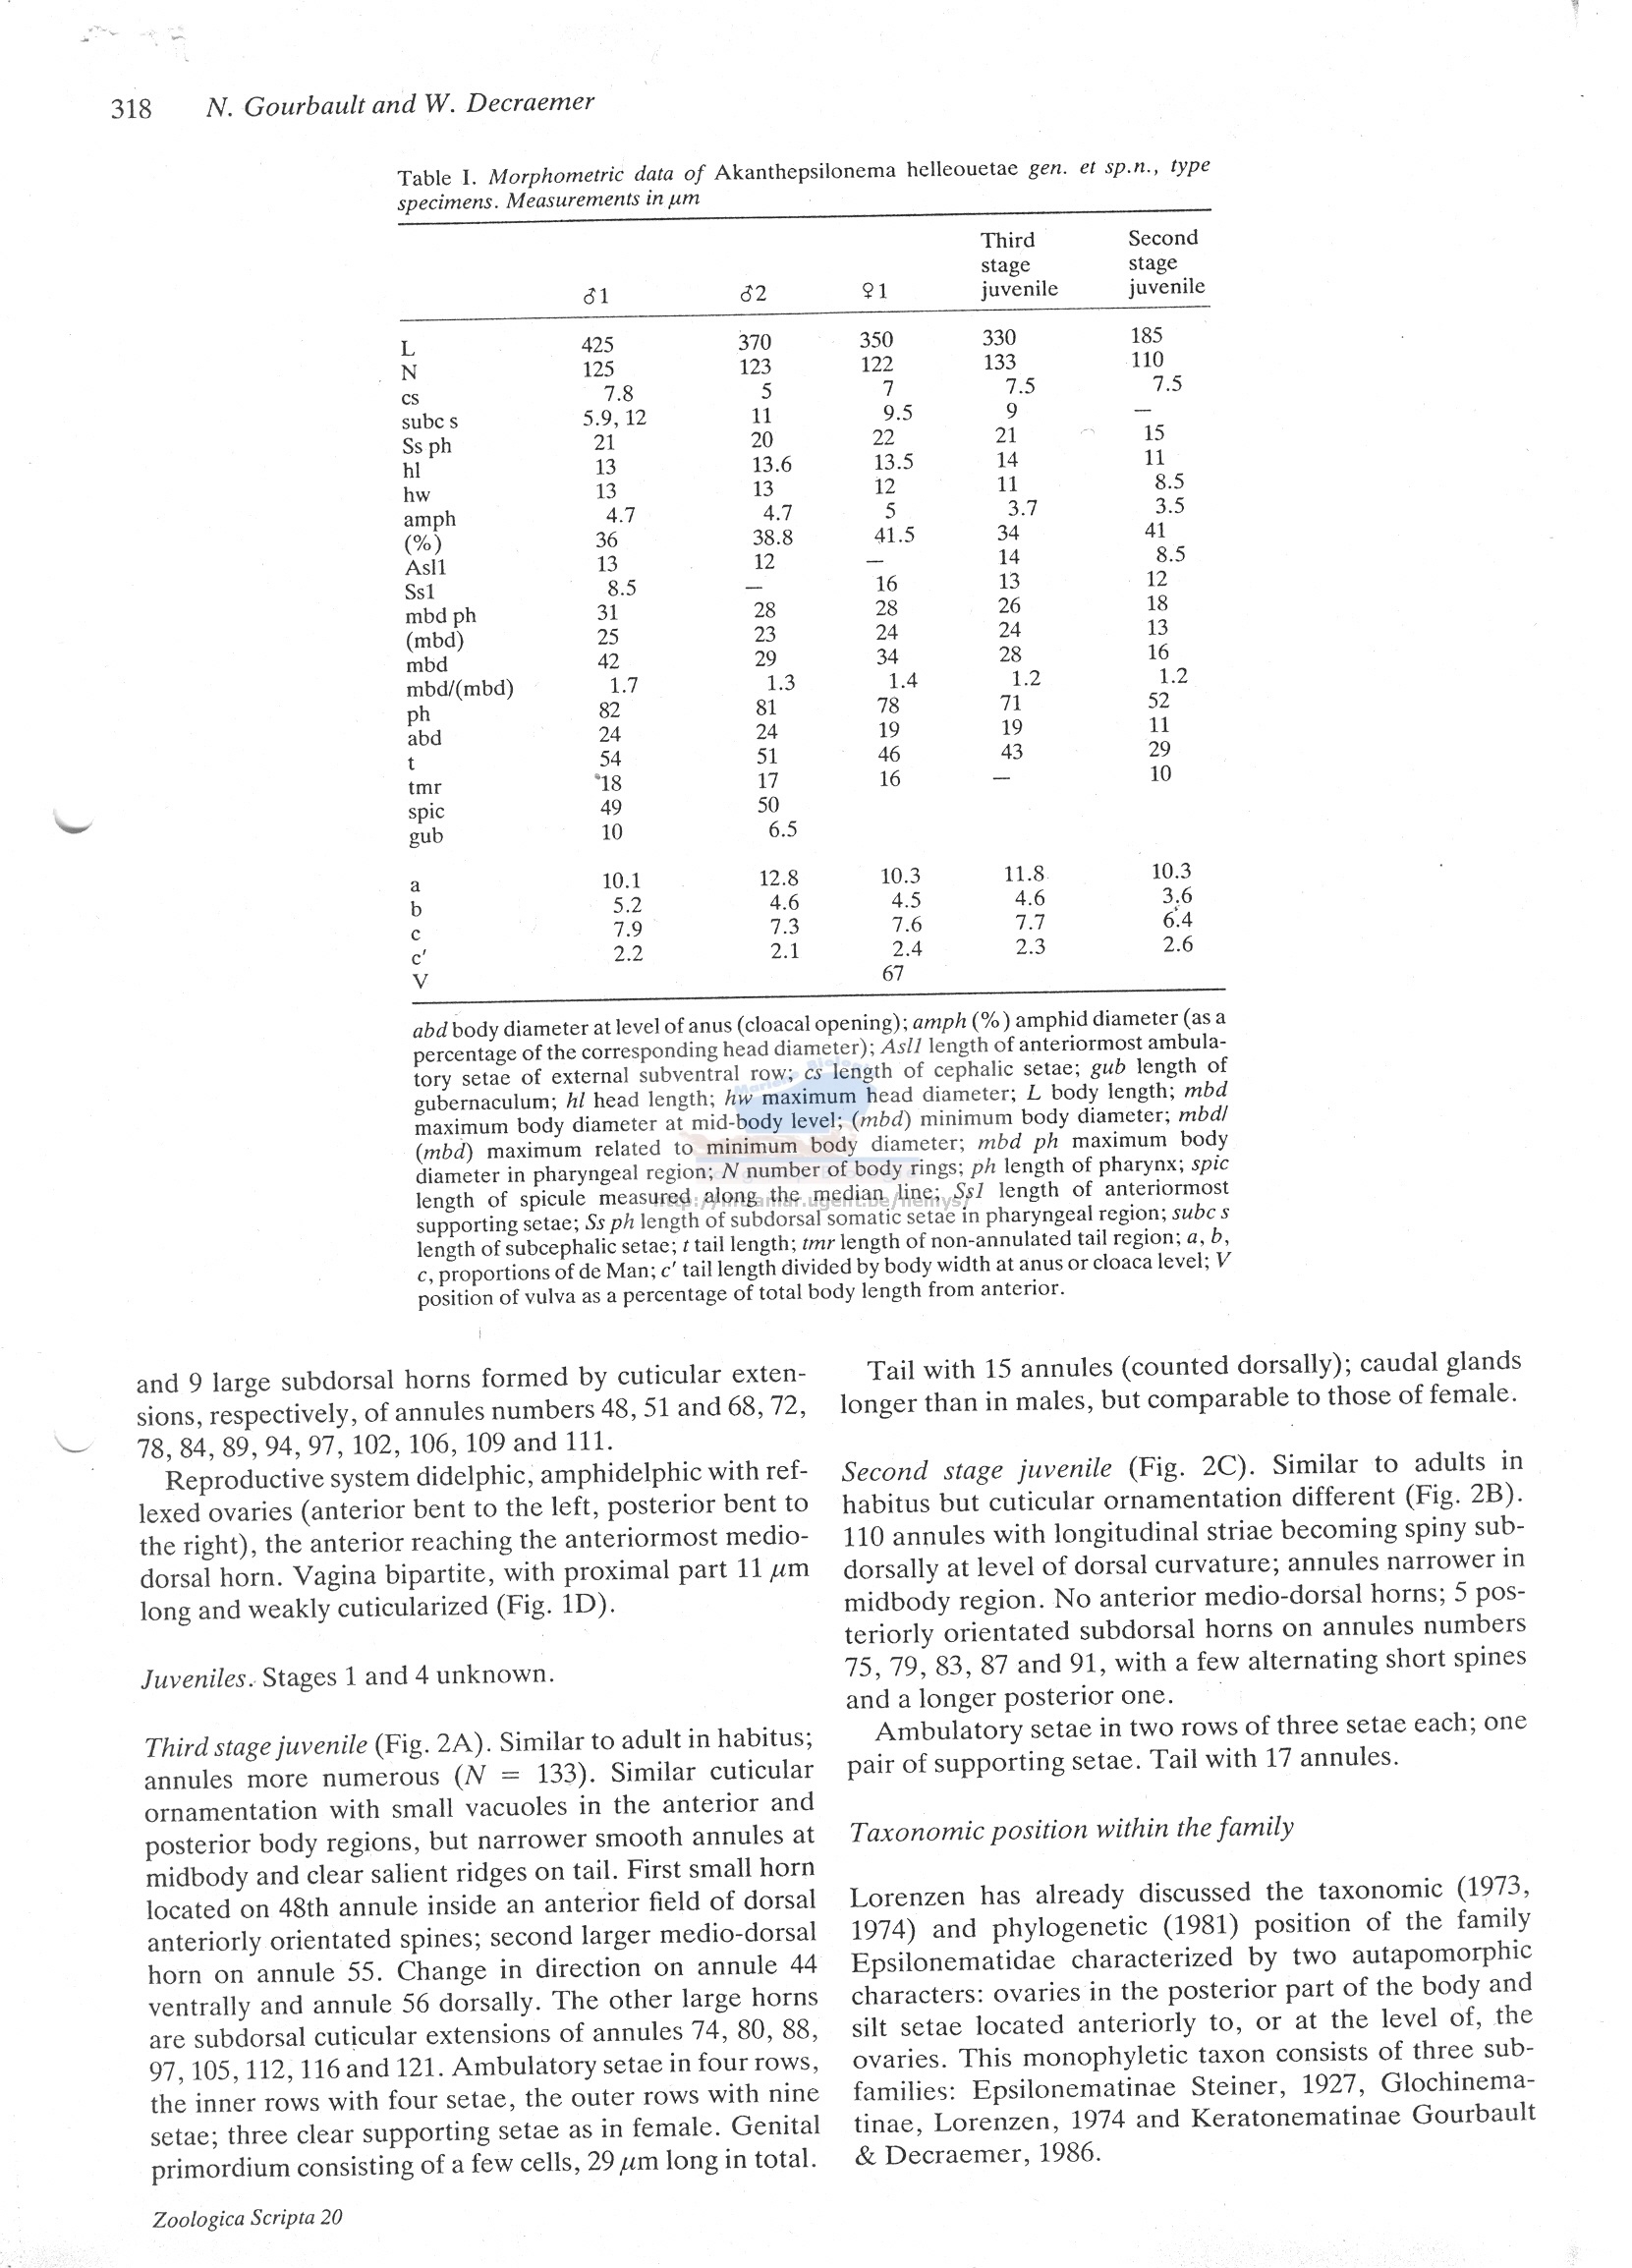 318 N. Gourbault and W. Decraemer
Table I. Morphometric data of Akanthepsilonema helleouetae gen. et sp.n., type
specimens. Measurements in μm
Third Second
stage stage
♂1 ♂2 ♀1 juvenile juvenile
L 425 370 350 330 185
N 125 123 122 133 110
cs 7.8 5 7 7.5 7.5
subc s 5.9, 12 11 9.5 9 —
Ss ph 21 20 22 21 15
hl 13 13.6 13.5 14 11
hw 13 13 12 11 8.5
amph 4.7 4.7 5 3.7 3.5
(%) 36 38.8 41.5 34 41
Asl1 13 12 — 14 8.5
Ss1 8.5 — 16 13 12
mbd ph 31 28 28 26 18
(mbd) 25 23 24 24 13
mbd 42 29 34 28 16
mbd/(mbd) 1.7 1.3 1.4 1.2 1.2
ph 82 81 78 71 52
abd 24 24 19 19 11
t 54 51 46 43 29
tmr 18 17 16 — 10
spic 49 50
gub 10 6.5
a 10.1 12.8 10.3 11.8 10.3
b 5.2 4.6 4.5 4.6 3.6
c 7.9 7.3 7.6 7.7 6.4
c′ 2.2 2.1 2.4 2.3 2.6
V 67
abd body diameter at level of anus (cloacal opening); amph (%) amphid diameter (as a
percentage of the corresponding head diameter); Asl1 length of anteriormost ambula-
tory setae of external subventral row; cs length of cephalic setae; gub length of
gubernaculum; hl head length; hw maximum head diameter; L body length; mbd
maximum body diameter at mid-body level; (mbd) minimum body diameter; mbd/
(mbd) maximum related to minimum body diameter; mbd ph maximum body
diameter in pharyngeal region; N number of body rings; ph length of pharynx; spic
length of spicule measured along the median line; Ss1 length of anteriormost
supporting setae; Ss ph length of subdorsal somatic setae in pharyngeal region; subc s
length of subcephalic setae; t tail length; tmr length of non-annulated tail region; a, b,
c, proportions of de Man; c′ tail length divided by body width at anus or cloaca level; V
position of vulva as a percentage of total body length from anterior.
and 9 large subdorsal horns formed by cuticular exten-
sions, respectively, of annules numbers 48, 51 and 68, 72,
78, 84, 89, 94, 97, 102, 106, 109 and 111.
Reproductive system didelphic, amphidelphic with ref-
lexed ovaries (anterior bent to the left, posterior bent to
the right), the anterior reaching the anteriormost medio-
dorsal horn. Vagina bipartite, with proximal part 11 μm
long and weakly cuticularized (Fig. 1D).
Juveniles. Stages 1 and 4 unknown.
Third stage juvenile (Fig. 2A). Similar to adult in habitus;
annules more numerous (N = 133). Similar cuticular
ornamentation with small vacuoles in the anterior and
posterior body regions, but narrower smooth annules at
midbody and clear salient ridges on tail. First small horn
located on 48th annule inside an anterior field of dorsal
anteriorly orientated spines; second larger medio-dorsal
horn on annule 55. Change in direction on annule 44
ventrally and annule 56 dorsally. The other large horns
are subdorsal cuticular extensions of annules 74, 80, 88,
97, 105, 112, 116 and 121. Ambulatory setae in four rows,
the inner rows with four setae, the outer rows with nine
setae; three clear supporting setae as in female. Genital
primordium consisting of a few cells, 29 μm long in total.
Tail with 15 annules (counted dorsally); caudal glands
longer than in males, but comparable to those of female.
Second stage juvenile (Fig. 2C). Similar to adults in
habitus but cuticular ornamentation different (Fig. 2B).
110 annules with longitudinal striae becoming spiny sub-
dorsally at level of dorsal curvature; annules narrower in
midbody region. No anterior medio-dorsal horns; 5 pos-
teriorly orientated subdorsal horns on annules numbers
75, 79, 83, 87 and 91, with a few alternating short spines
and a longer posterior one.
Ambulatory setae in two rows of three setae each; one
pair of supporting setae. Tail with 17 annules.
Taxonomic position within the family
Lorenzen has already discussed the taxonomic (1973,
1974) and phylogenetic (1981) position of the family
Epsilonematidae characterized by two autapomorphic
characters: ovaries in the posterior part of the body and
silt setae located anteriorly to, or at the level of, the
ovaries. This monophyletic taxon consists of three sub-
families: Epsilonematinae Steiner, 1927, Glochinema-
tinae, Lorenzen, 1974 and Keratonematinae Gourbault
& Decraemer, 1986.
Zoologica Scripta 20